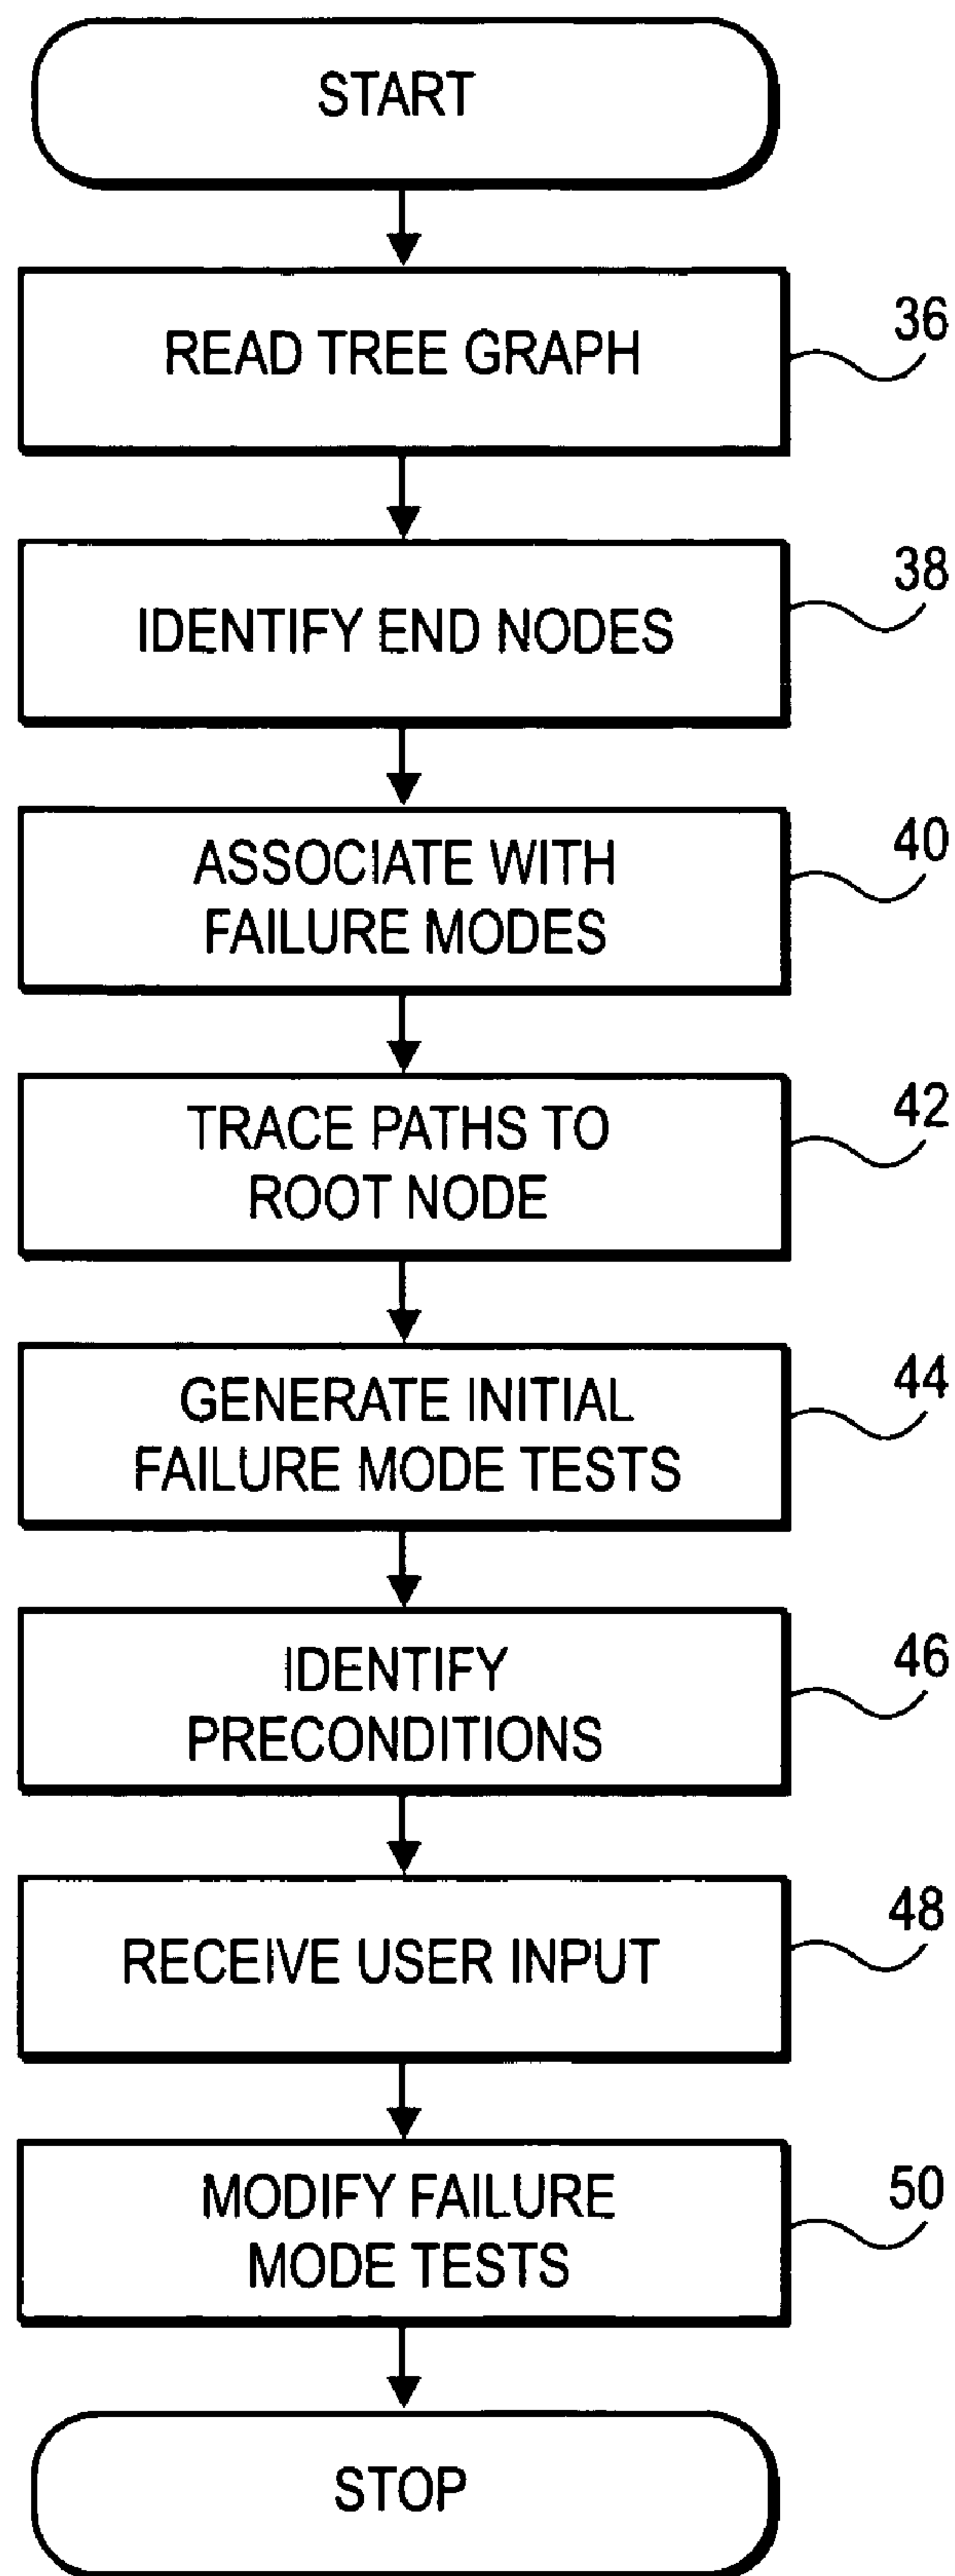 START
READ TREE GRAPH
36
IDENTIFY END NODES
38
ASSOCIATE WITH
FAILURE MODES
40
TRACE PATHS TO
ROOT NODE
42
GENERATE INITIAL
FAILURE MODE TESTS
44
IDENTIFY
PRECONDITIONS
46
RECEIVE USER INPUT
48
MODIFY FAILURE
MODE TESTS
50
STOP